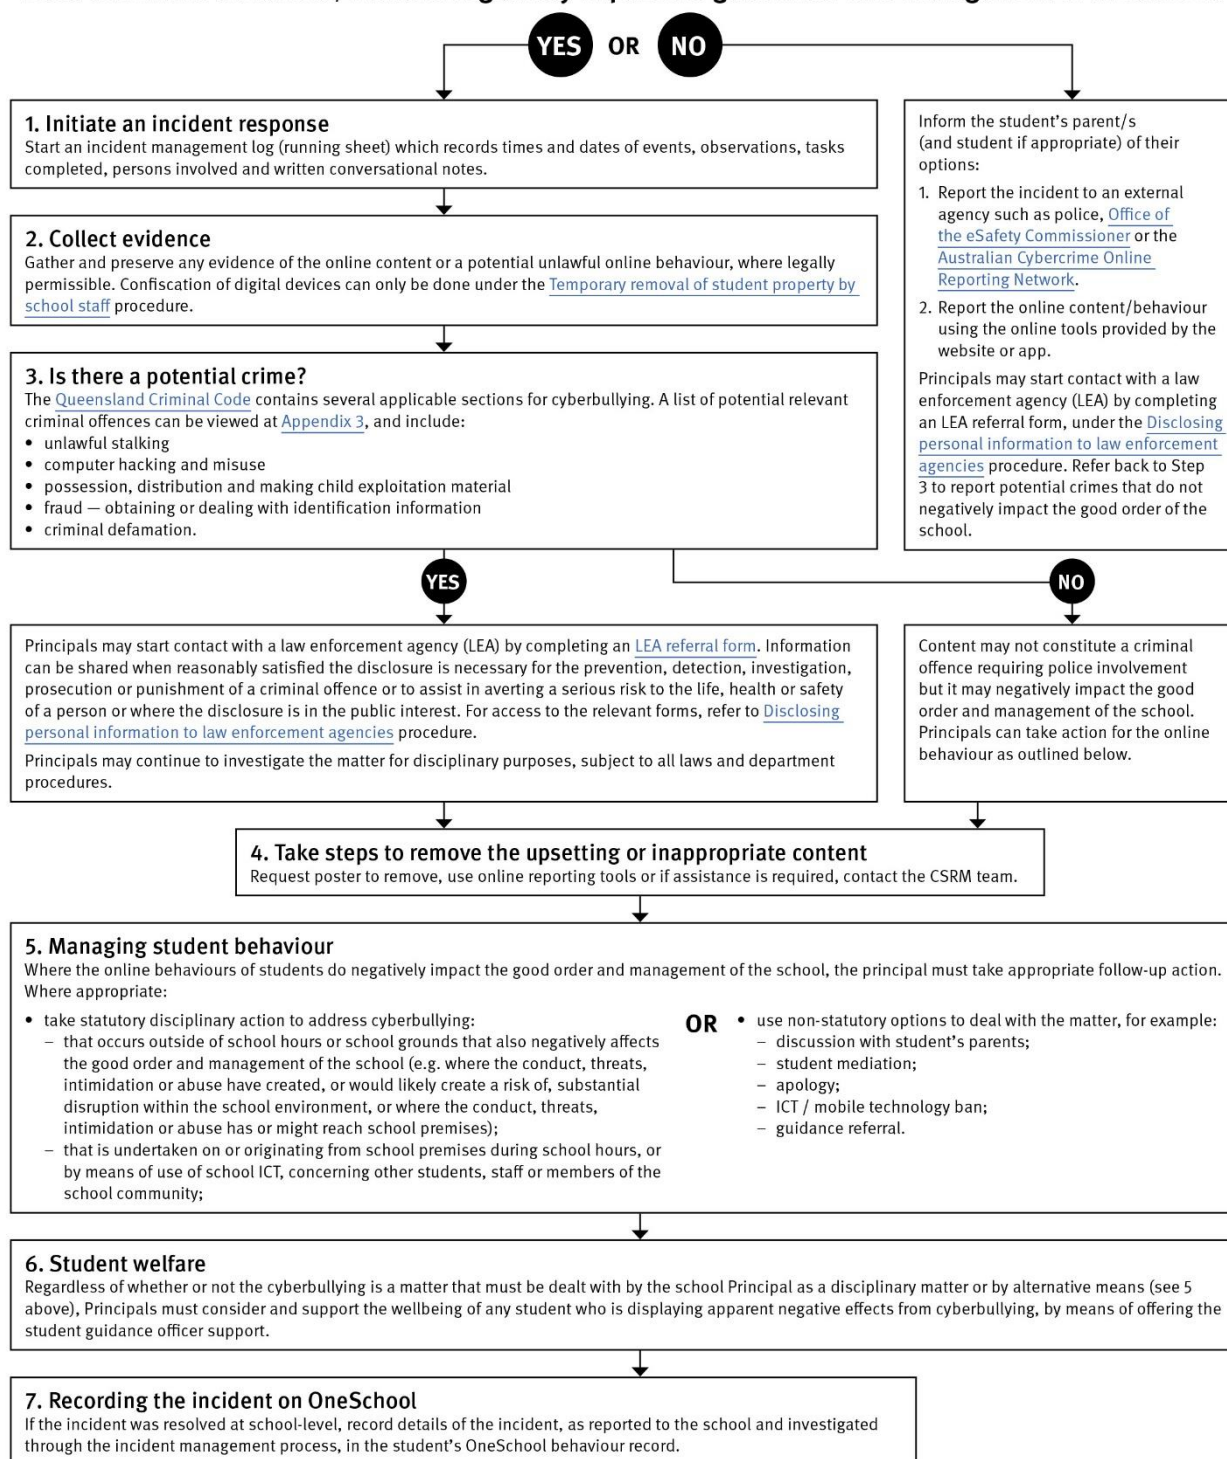 YES OR NO
1. Initiate an incident response
Start an incident management log (running sheet) which records times and dates of events, observations, tasks
completed, persons involved and written conversational notes.
2. Collect evidence
Gather and preserve any evidence of the online content or a potential unlawful online behaviour, where legally
permissible. Confiscation of digital devices can only be done under the Temporary removal of student property by
school staff procedure.
3. Is there a potential crime?
The Queensland Criminal Code contains several applicable sections for cyberbullying. A list of potential relevant
criminal offences can be viewed at Appendix 3, and include:
• unlawful stalking
• computer hacking and misuse
• possession, distribution and making child exploitation material
• fraud — obtaining or dealing with identification information
• criminal defamation.
Inform the student's parent/s
(and student if appropriate) of their
options:
1. Report the incident to an external
agency such as police, Office of
the eSafety Commissioner or the
Australian Cybercrime Online
Reporting Network.
2. Report the online content/behaviour
using the online tools provided by the
website or app.
Principals may start contact with a law
enforcement agency (LEA) by completing
an LEA referral form, under the Disclosing
personal information to law enforcement
agencies procedure. Refer back to Step
3 to report potential crimes that do not
negatively impact the good order of the
school.
YES
NO
Principals may start contact with a law enforcement agency (LEA) by completing an LEA referral form. Information
can be shared when reasonably satisfied the disclosure is necessary for the prevention, detection, investigation,
prosecution or punishment of a criminal offence or to assist in averting a serious risk to the life, health or safety
of a person or where the disclosure is in the public interest. For access to the relevant forms, refer to Disclosing
personal information to law enforcement agencies procedure.
Principals may continue to investigate the matter for disciplinary purposes, subject to all laws and department
procedures.
Content may not constitute a criminal
offence requiring police involvement
but it may negatively impact the good
order and management of the school.
Principals can take action for the online
behaviour as outlined below.
4. Take steps to remove the upsetting or inappropriate content
Request poster to remove, use online reporting tools or if assistance is required, contact the CSRM team.
5. Managing student behaviour
Where the online behaviours of students do negatively impact the good order and management of the school, the principal must take appropriate follow-up action.
Where appropriate:
• take statutory disciplinary action to address cyberbullying:
– that occurs outside of school hours or school grounds that also negatively affects
the good order and management of the school (e.g. where the conduct, threats,
intimidation or abuse have created, or would likely create a risk of, substantial
disruption within the school environment, or where the conduct, threats,
intimidation or abuse has or might reach school premises);
– that is undertaken on or originating from school premises during school hours, or
by means of use of school ICT, concerning other students, staff or members of the
school community;
OR
• use non-statutory options to deal with the matter, for example:
– discussion with student's parents;
– student mediation;
– apology;
– ICT / mobile technology ban;
– guidance referral.
6. Student welfare
Regardless of whether or not the cyberbullying is a matter that must be dealt with by the school Principal as a disciplinary matter or by alternative means (see 5
above), Principals must consider and support the wellbeing of any student who is displaying apparent negative effects from cyberbullying, by means of offering the
student guidance officer support.
7. Recording the incident on OneSchool
If the incident was resolved at school-level, record details of the incident, as reported to the school and investigated
through the incident management process, in the student's OneSchool behaviour record.